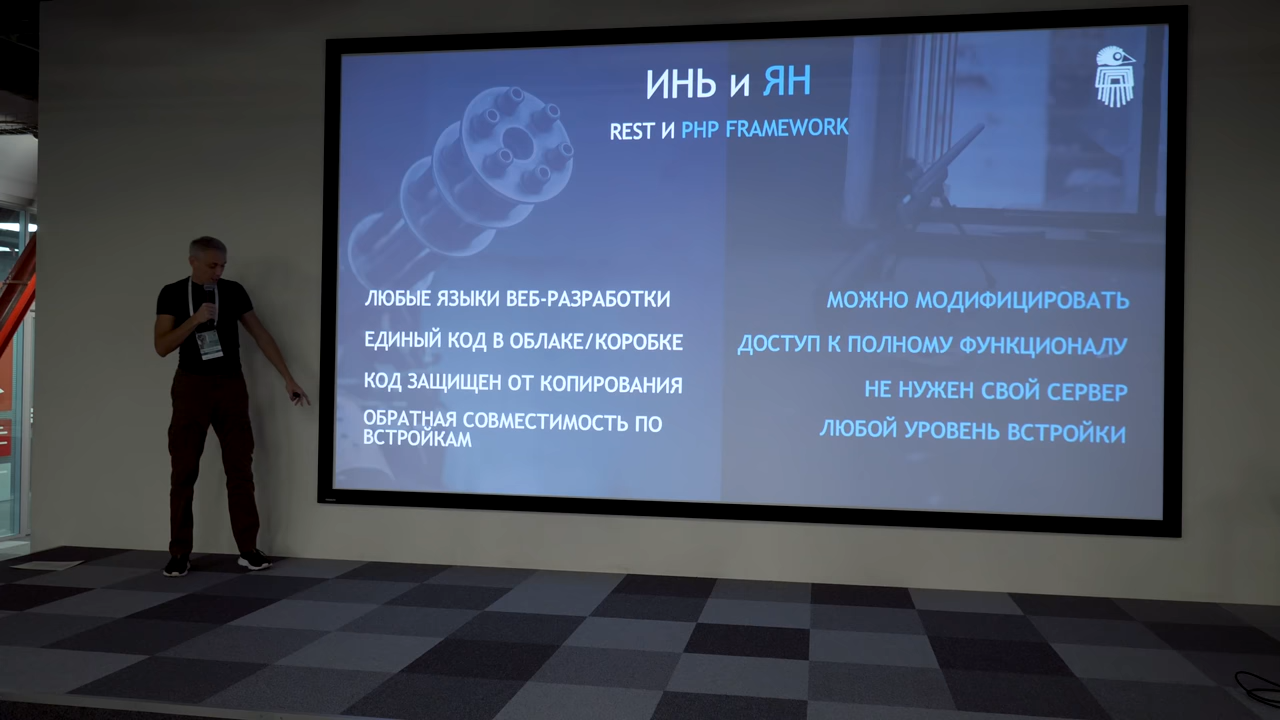 ИНЬ и ЯН
REST И PHP FRAMEWORK
ЛЮБЫЕ ЯЗЫКИ ВЕБ-РАЗРАБОТКИ
ЕДИНЫЙ КОД В ОБЛАКЕ/КОРОБКЕ
КОД ЗАЩИЩЕН ОТ КОПИРОВАНИЯ
ОБРАТНАЯ СОВМЕСТИМОСТЬ ПО
ВСТРОЙКАМ
МОЖНО МОДИФИЦИРОВАТЬ
ДОСТУП К ПОЛНОМУ ФУНКЦИОНАЛУ
НЕ НУЖЕН СВОЙ СЕРВЕР
ЛЮБОЙ УРОВЕНЬ ВСТРОЙКИ